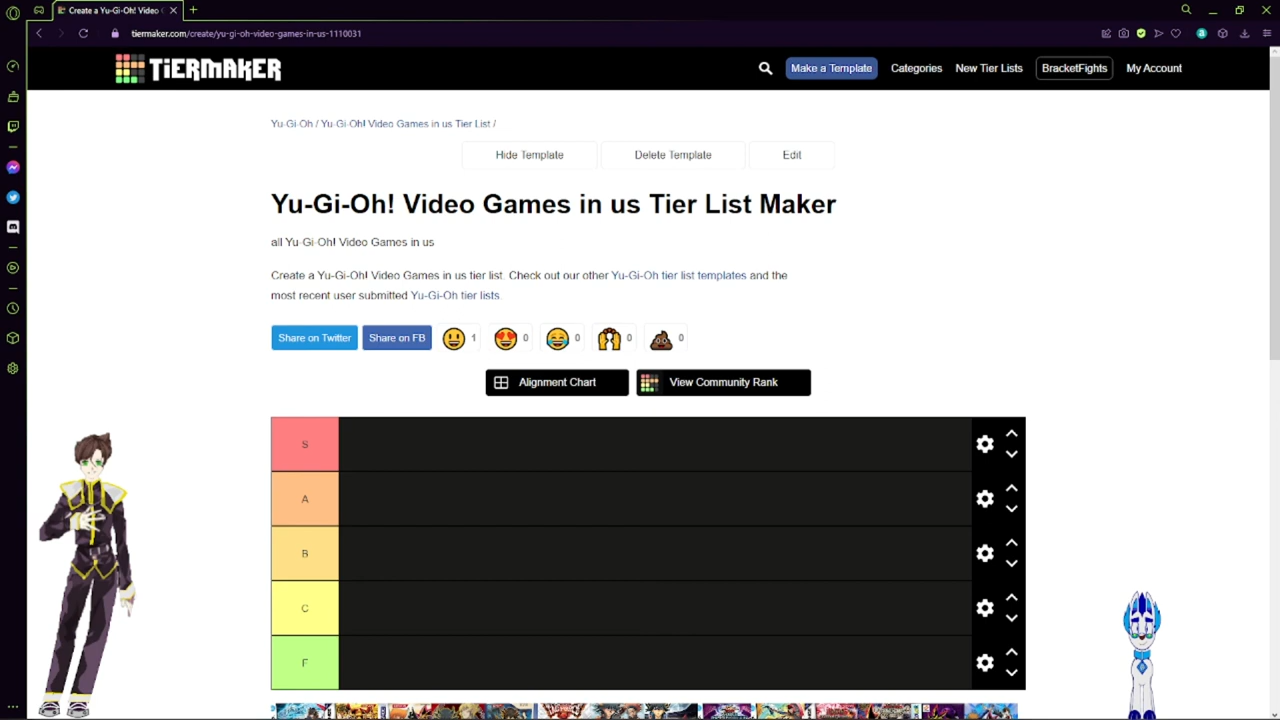 Create a Yu-Gi-Oh! Video
tiermaker.com/create/yu-gi-oh-video-games-in-us-1110031
TiERMAKER
Make a Template
Categories
New Tier Lists
BracketFights
My Account
Yu-Gi-Oh / Yu-Gi-Oh! Video Games in us Tier List /
Hide Template
Delete Template
Edit
Yu-Gi-Oh! Video Games in us Tier List Maker
all Yu-Gi-Oh! Video Games in us
Create a Yu-Gi-Oh! Video Games in us tier list. Check out our other Yu-Gi-Oh tier list templates and the
most recent user submitted Yu-Gi-Oh tier lists.
Share on Twitter
Share on FB
1
0
0
0
0
Alignment Chart
View Community Rank
S
A
B
C
F